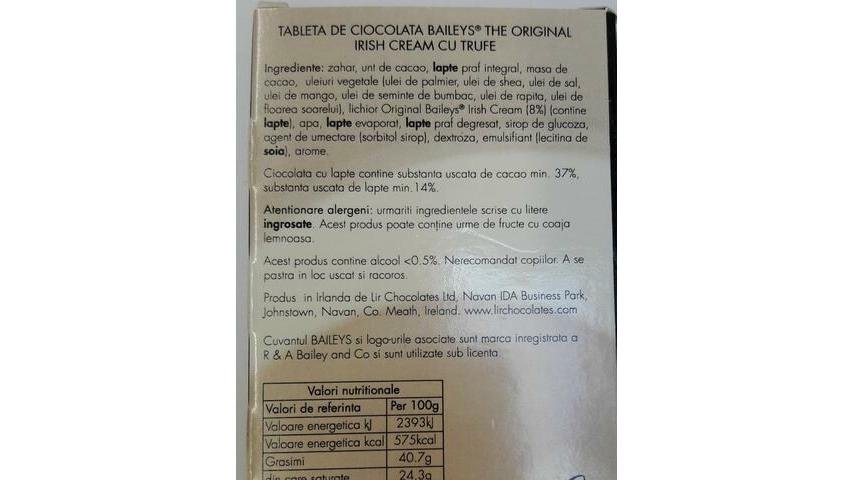 TABLETA DE CIOCOLATA BAILEYS® THE ORIGINAL
IRISH CREAM CU TRUFE
Ingrediente: zahar, unt de cacao, lapte praf integral, masa de
cacao, uleiuri vegetale (ulei de palmier, ulei de shea, ulei de sal,
ulei de mango, ulei de seminte de bumbac, ulei de rapita, ulei de
floarea soarelui), lichior Original Baileys® Irish Cream (8%) (contine
lapte), apa, lapte evaporat, lapte praf degresat, sirop de glucoza,
agent de umectare (sorbitol sirop), dextroza, emulsifiant (lecitina de
soia), arome.
Ciocolata cu lapte contine substanta uscata de cacao min. 37%,
substanta uscata de lapte min.14%.
Atentionare alergeni: urmariti ingredientele scrise cu litere
ingrosate. Acest produs poate conține urme de fructe cu coaja
lemnoasa.
Acest produs contine alcool <0.5%. Nerecomandat copiilor. A se
pastra in loc uscat si racoros.
Produs in Irlanda de Lir Chocolates Ltd, Navan IDA Business Park,
Johnstown, Navan, Co. Meath, Ireland. www.lirchocolates.com
Cuvantul BAILEYS si logo-urile asociate sunt marca inregistrata a
R & A Bailey and Co si sunt utilizate sub licenta.
Valori nutritionale
Valori de referinta Per 100g
Valoare energetica kJ 2393kJ
Valoare energetica kcal 575kcal
Grasimi 40.7g
din care saturate 24.3g